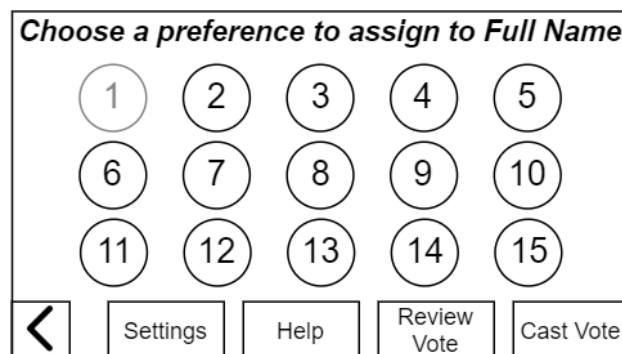 Choose a preference to assign to Full Name
1 2 3 4 5
6 7 8 9 10
11 12 13 14 15
Settings Help Review Vote Cast Vote